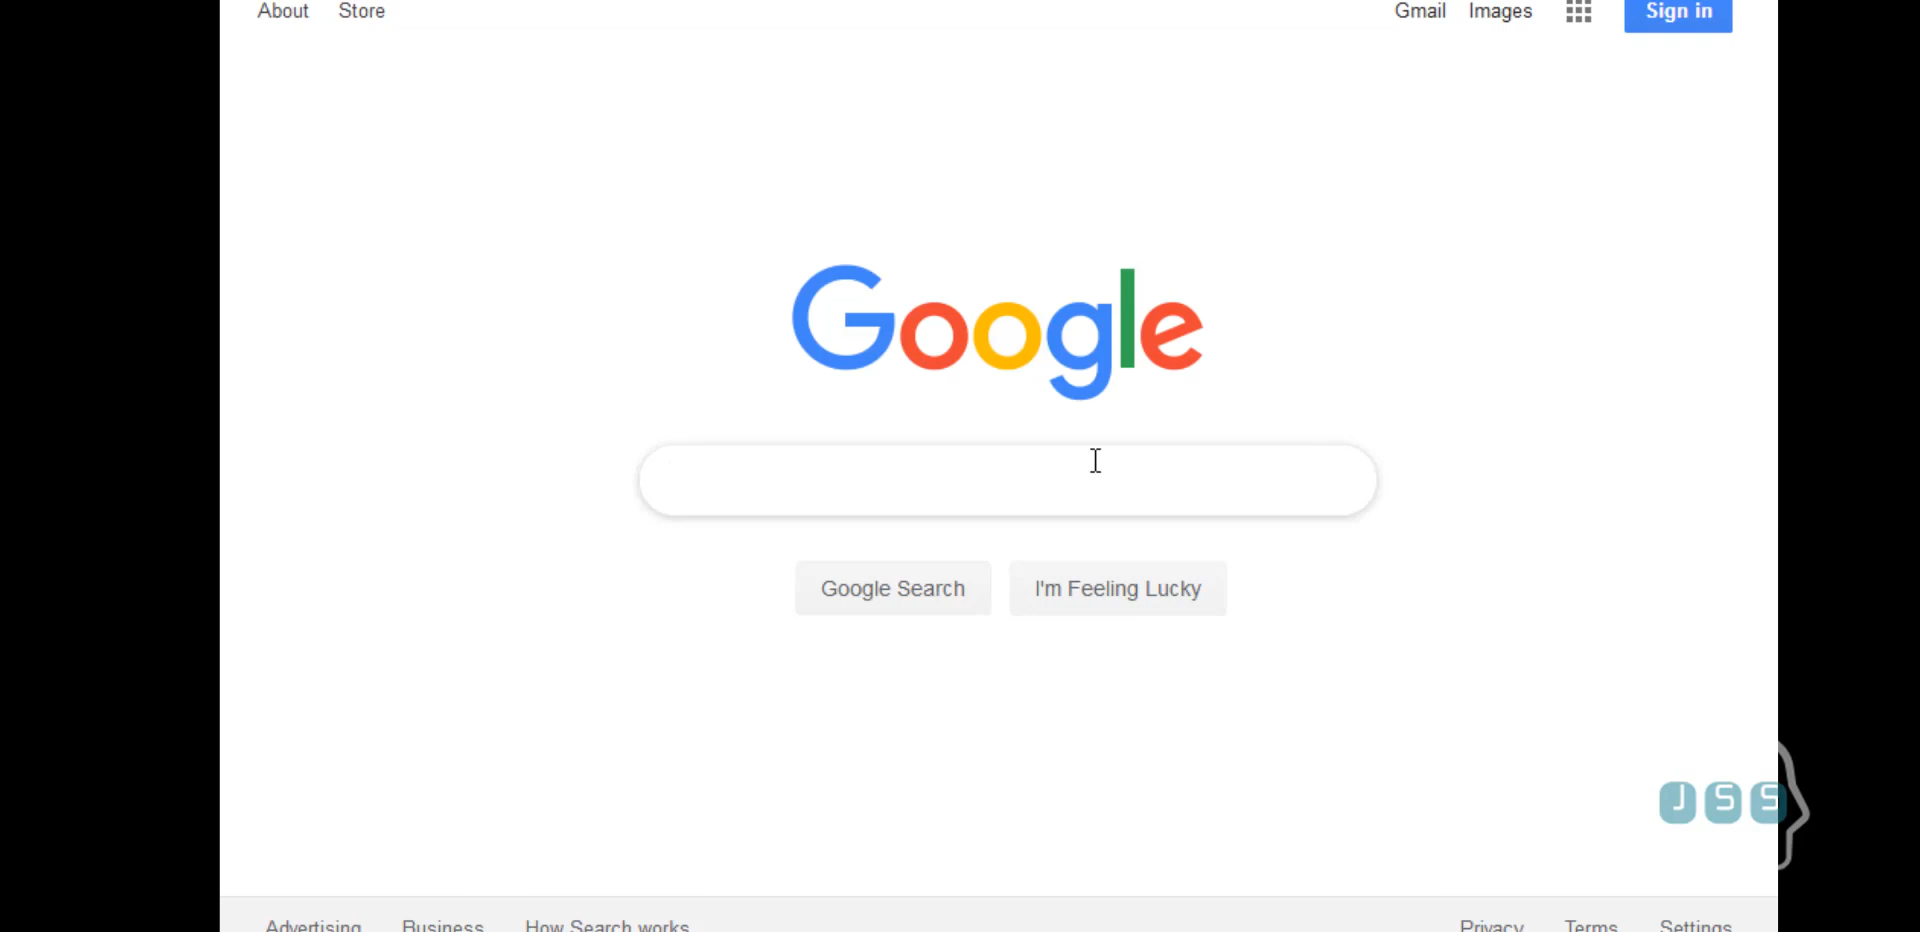 About Store Gmail Images Sign in
Google
Google Search I'm Feeling Lucky
JSS
Advertising Business How Search works Privacy Terms Settings